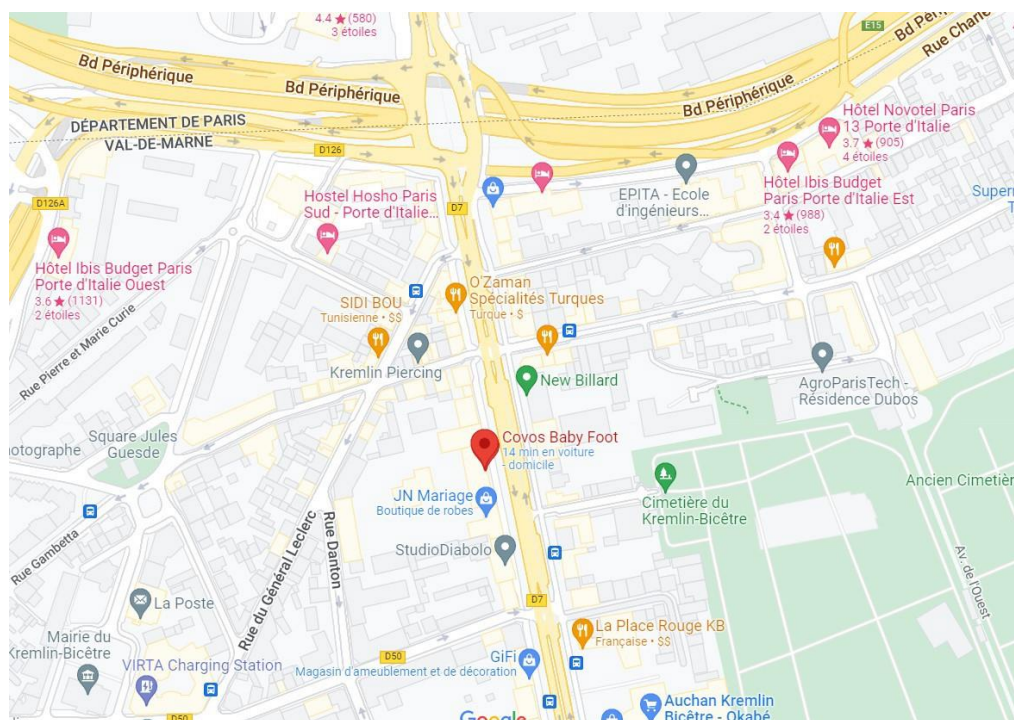 4.4 ★ (580)
3 étoiles
E15
Bd Périphérique
Rue Charle
Bd Périphérique
Bd Périphérique
Bd Périphérique
Hôtel Novotel Paris
13 Porte d'Italie
3.7 ★ (905)
4 étoiles
DÉPARTEMENT DE PARIS
VAL-DE-MARNE
D126
EPITA - Ecole
d'ingénieurs...
Hôtel Ibis Budget
Paris Porte d'Italie Est
3.4 ★ (988)
2 étoiles
Hostel Hosho Paris
Sud - Porte d'Italie...
D126A
D7
Hôtel Ibis Budget Paris
Porte d'Italie Ouest
3.6 ★ (1131)
2 étoiles
O'Zaman
Spécialités Turques
Turque • $
SIDI BOU
Tunisienne • $$
Rue Pierre et Marie Curie
Kremlin Piercing
New Billard
AgroParisTech -
Résidence Dubos
Square Jules
Guesde
Covos Baby Foot
14 min en voiture
- domicile
otographe
JN Mariage
Boutique de robes
Cimetière du
Kremlin-Bicêtre
Ancien Cimetièr
Rue Gambetta
Rue du Général Leclerc
Rue Danton
StudioDiabolo
Av. de l'Ouest
La Poste
D7
Mairie du
Kremlin-Bicêtre
La Place Rouge KB
Française • $$
VIRTA Charging Station
D50
GiFi
Magasin d'ameublement et de décoration
D50
Google
Auchan Kremlin
Bicêtre - Okabé